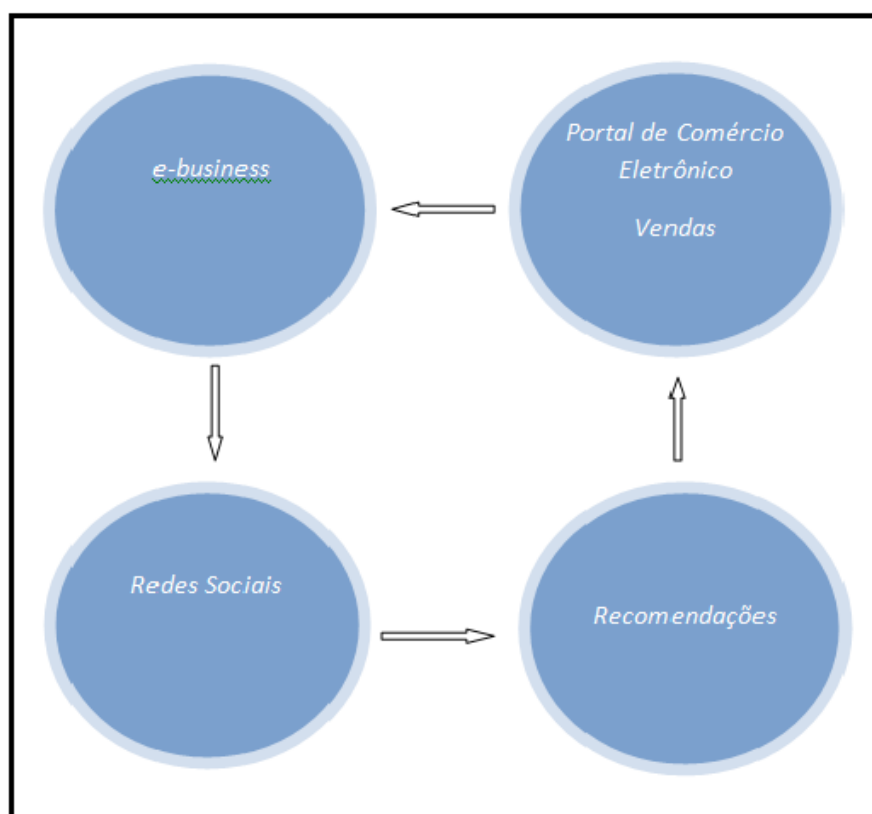 e-business
Portal de Comércio
Eletrônico
Vendas
Redes Sociais
Recomendações